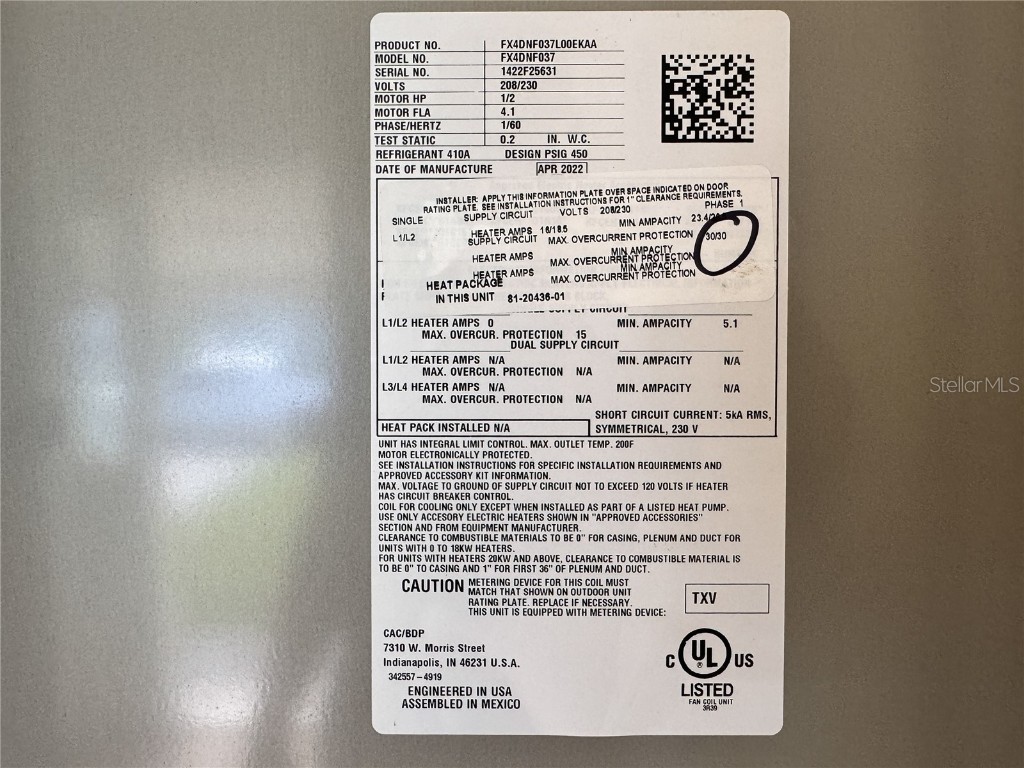 PRODUCT NO. FX4DNF037L00EKAA
MODEL NO. FX4DNF037
SERIAL NO. 1422F25631
VOLTS 208/230
MOTOR HP 1/2
MOTOR FLA 4.1
PHASE/HERTZ 1/60
TEST STATIC 0.2 IN. W.C.
REFRIGERANT 410A DESIGN PSIG 450
DATE OF MANUFACTURE APR 2022
INSTALLER: APPLY THIS INFORMATION PLATE OVER SPACE INDICATED ON DOOR
RATING PLATE. SEE INSTALLATION INSTRUCTIONS FOR 1" CLEARANCE REQUIREMENTS.
SINGLE SUPPLY CIRCUIT VOLTS 208/230 PHASE 1
L1/L2 HEATER AMPS 16/18.5 MIN. AMPACITY 23.4/
SUPPLY CIRCUIT MAX. OVERCURRENT PROTECTION 30/30
HEATER AMPS MIN AMPACITY
MAX. OVERCURRENT PROTECTION
HEATER AMPS MIN AMPACITY
MAX. OVERCURRENT PROTECTION
HEAT PACKAGE
IN THIS UNIT 81-20436-01
SUPPLY CIRCUIT
L1/L2 HEATER AMPS 0 MIN. AMPACITY 5.1
MAX. OVERCUR. PROTECTION 15
DUAL SUPPLY CIRCUIT
L1/L2 HEATER AMPS N/A MIN. AMPACITY N/A
MAX. OVERCUR. PROTECTION N/A
L3/L4 HEATER AMPS N/A MIN. AMPACITY N/A
MAX. OVERCUR. PROTECTION N/A
SHORT CIRCUIT CURRENT: 5kA RMS,
HEAT PACK INSTALLED N/A SYMMETRICAL, 230 V
UNIT HAS INTEGRAL LIMIT CONTROL. MAX. OUTLET TEMP. 200F
MOTOR ELECTRONICALLY PROTECTED.
SEE INSTALLATION INSTRUCTIONS FOR SPECIFIC INSTALLATION REQUIREMENTS AND
APPROVED ACCESSORY KIT INFORMATION.
MAX. VOLTAGE TO GROUND OF SUPPLY CIRCUIT NOT TO EXCEED 120 VOLTS IF HEATER
HAS CIRCUIT BREAKER CONTROL.
COIL FOR COOLING ONLY EXCEPT WHEN INSTALLED AS PART OF A LISTED HEAT PUMP.
USE ONLY ACCESORY ELECTRIC HEATERS SHOWN IN "APPROVED ACCESSORIES"
SECTION AND FROM EQUIPMENT MANUFACTURER.
CLEARANCE TO COMBUSTIBLE MATERIALS TO BE 0" FOR CASING, PLENUM AND DUCT FOR
UNITS WITH 0 TO 18KW HEATERS.
FOR UNITS WITH HEATERS 20KW AND ABOVE, CLEARANCE TO COMBUSTIBLE MATERIAL IS
TO BE 0" TO CASING AND 1" FOR FIRST 36" OF PLENUM AND DUCT.
CAUTION METERING DEVICE FOR THIS COIL MUST
MATCH THAT SHOWN ON OUTDOOR UNIT
RATING PLATE. REPLACE IF NECESSARY.
THIS UNIT IS EQUIPPED WITH METERING DEVICE: TXV
CAC/BDP
7310 W. Morris Street
Indianapolis, IN 46231 U.S.A.
342557-4919
ENGINEERED IN USA
ASSEMBLED IN MEXICO
C UL ® US
LISTED
FAN COIL UNIT
3R39
StellarMLS